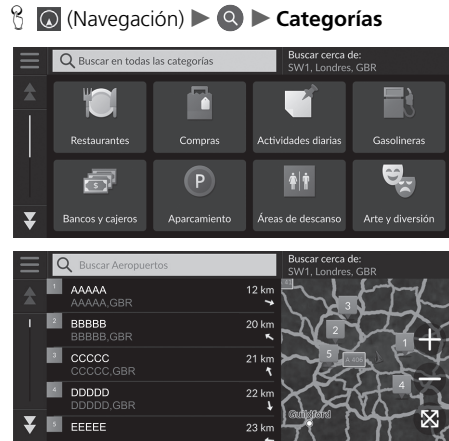 (Navegación) ▶ ▶ Categorías
Buscar en todas las categorías
Buscar cerca de:
SW1, Londres, GBR
Restaurantes
Compras
Actividades diarias
Gasolineras
$
P
Bancos y cajeros
Aparcamiento
Áreas de descanso
Arte y diversión
Buscar Aeropuertos
Buscar cerca de:
SW1, Londres, GBR
1 AAAAA 12 km
AAAAA,GBR
2 BBBBB 20 km
BBBBB,GBR
3 CCCCC 21 km
CCCCC,GBR
4 DDDDD 22 km
DDDDD,GBR
5 EEEEE 23 km
3
2
1
5
A 406
4
Guildford